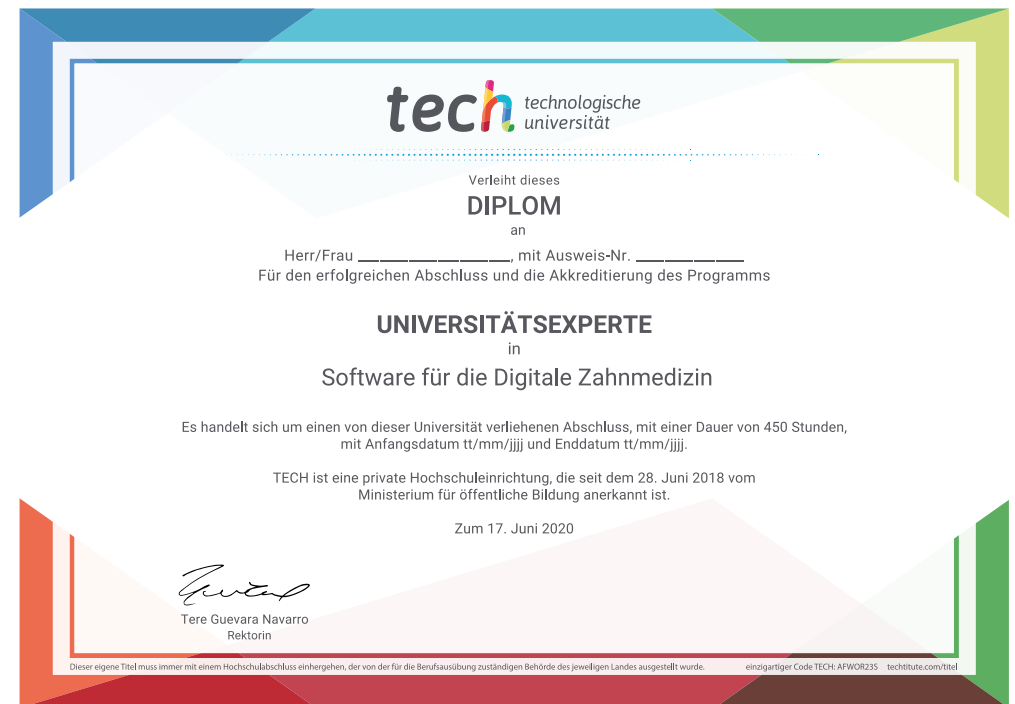 tech technologische
universität
Verleiht dieses
DIPLOM
an
Herr/Frau ____________________, mit Ausweis-Nr. ______________
Für den erfolgreichen Abschluss und die Akkreditierung des Programms
UNIVERSITÄTSEXPERTE
in
Software für die Digitale Zahnmedizin
Es handelt sich um einen von dieser Universität verliehenen Abschluss, mit einer Dauer von 450 Stunden,
mit Anfangsdatum tt/mm/jjjj und Enddatum tt/mm/jjjj.
TECH ist eine private Hochschuleinrichtung, die seit dem 28. Juni 2018 vom
Ministerium für öffentliche Bildung anerkannt ist.
Zum 17. Juni 2020
Tere Guevara Navarro
Rektorin
Dieser eigene Titel muss immer mit einem Hochschulabschluss einhergehen, der von der für die Berufsausübung zuständigen Behörde des jeweiligen Landes ausgestellt wurde. einzigartiger Code TECH: AFWOR23S techtitute.com/titel